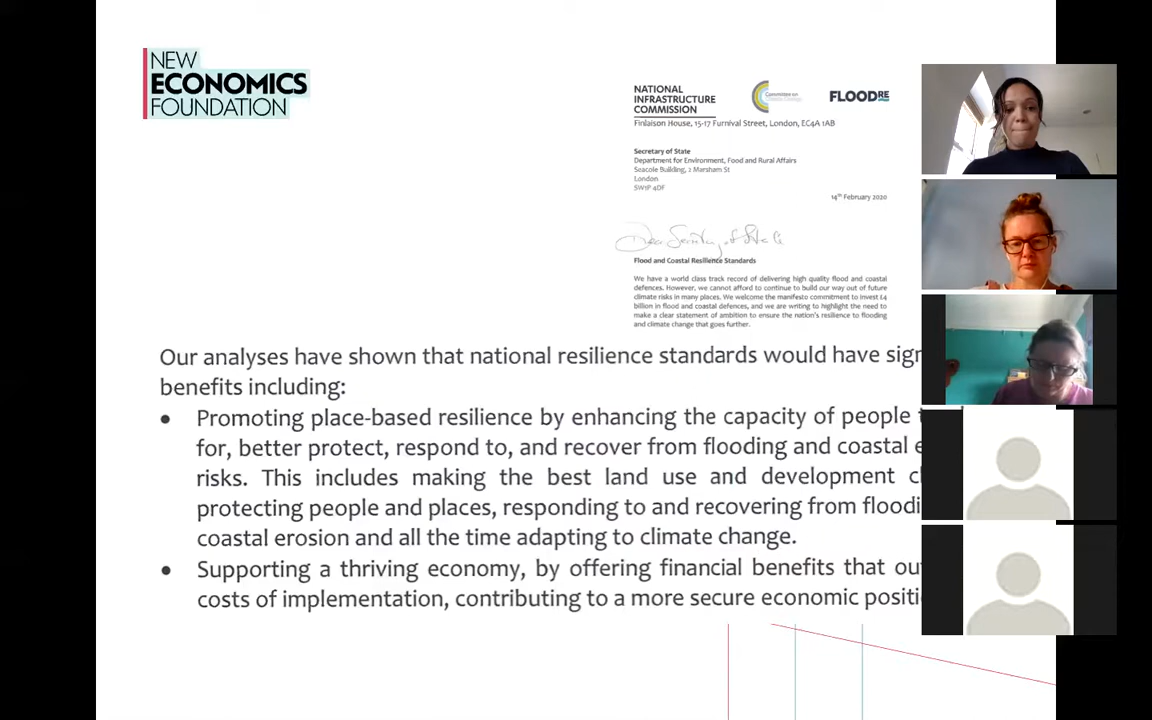 NEW
ECONOMICS
FOUNDATION
NATIONAL
INFRASTRUCTURE
COMMISSION
Committee on
Climate Change
FLOODRE
Finlaison House, 15-17 Furnival Street, London, EC4A 1AB
Secretary of State
Department for Environment, Food and Rural Affairs
Seacole Building, 2 Marsham St
London
SW1P 4DF
14th February 2020
Dear Secretary of State
Flood and Coastal Resilience Standards
We have a world class track record of delivering high quality flood and coastal
defences. However, we cannot afford to continue to build our way out of future
climate risks in many places. We welcome the manifesto commitment to invest £4
billion in flood and coastal defences, and we are writing to highlight the need to
make a clear statement of ambition to ensure the nation's resilience to flooding
and climate change that goes further.
Our analyses have shown that national resilience standards would have sign
benefits including:
• Promoting place-based resilience by enhancing the capacity of people
for, better protect, respond to, and recover from flooding and coastal e
risks. This includes making the best land use and development c
protecting people and places, responding to and recovering from floodi
coastal erosion and all the time adapting to climate change.
• Supporting a thriving economy, by offering financial benefits that ou
costs of implementation, contributing to a more secure economic positi